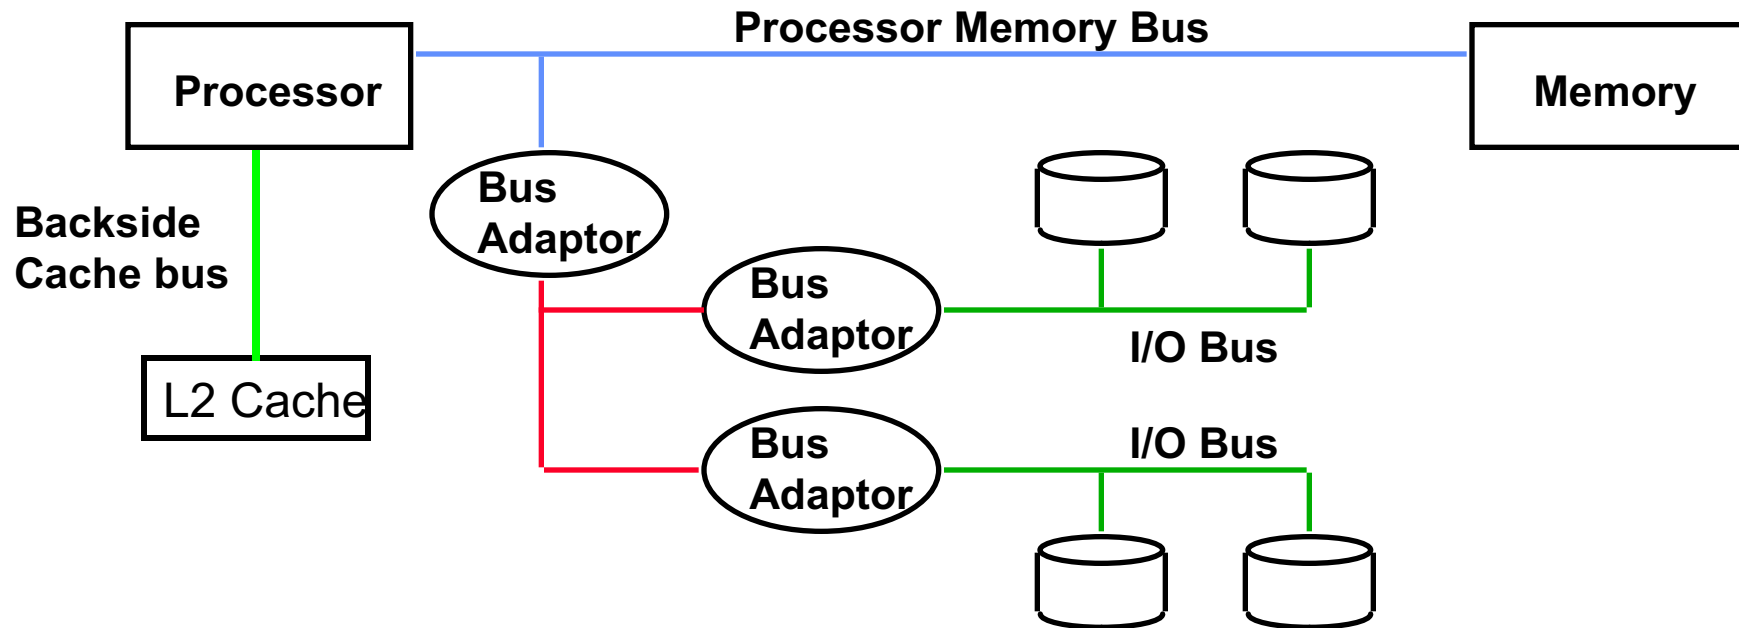 Processor Memory Bus
Processor
Memory
Bus
Adaptor
Backside
Cache bus
Bus
Adaptor
I/O Bus
L2 Cache
Bus
Adaptor
I/O Bus